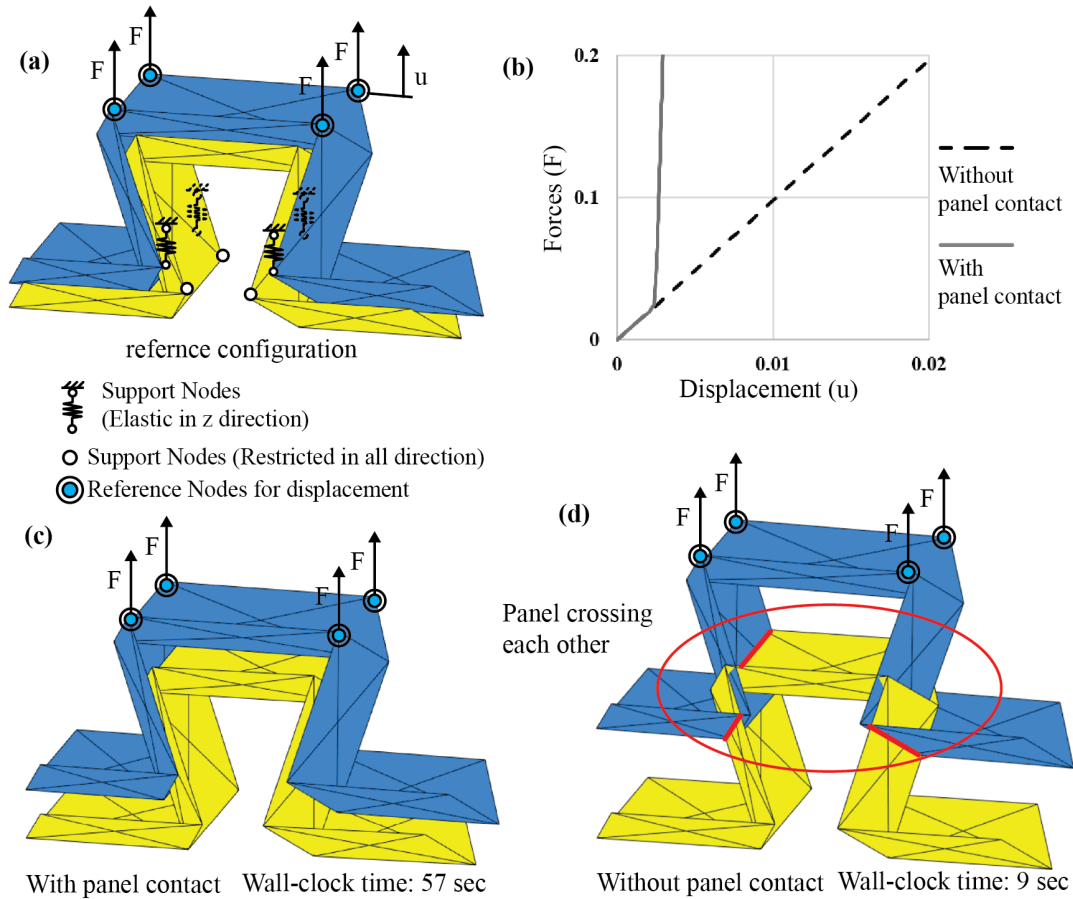 (a)
F
F
F
F
u
refernce configuration
Support Nodes
(Elastic in z direction)
Support Nodes (Restricted in all direction)
Reference Nodes for displacement
(b)
0.2
0.1
0
0
0.01
0.02
Forces (F)
Displacement (u)
Without
panel contact
With
panel contact
(c)
F
F
F
F
With panel contact
Wall-clock time: 57 sec
(d)
F
F
F
F
Panel crossing
each other
Without panel contact
Wall-clock time: 9 sec